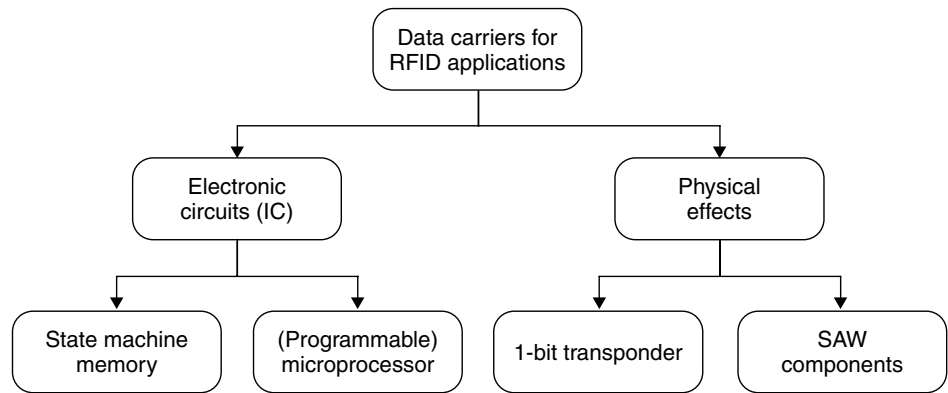 Data carriers for
RFID applications
Electronic
circuits (IC)
Physical
effects
State machine
memory
(Programmable)
microprocessor
1-bit transponder
SAW
components